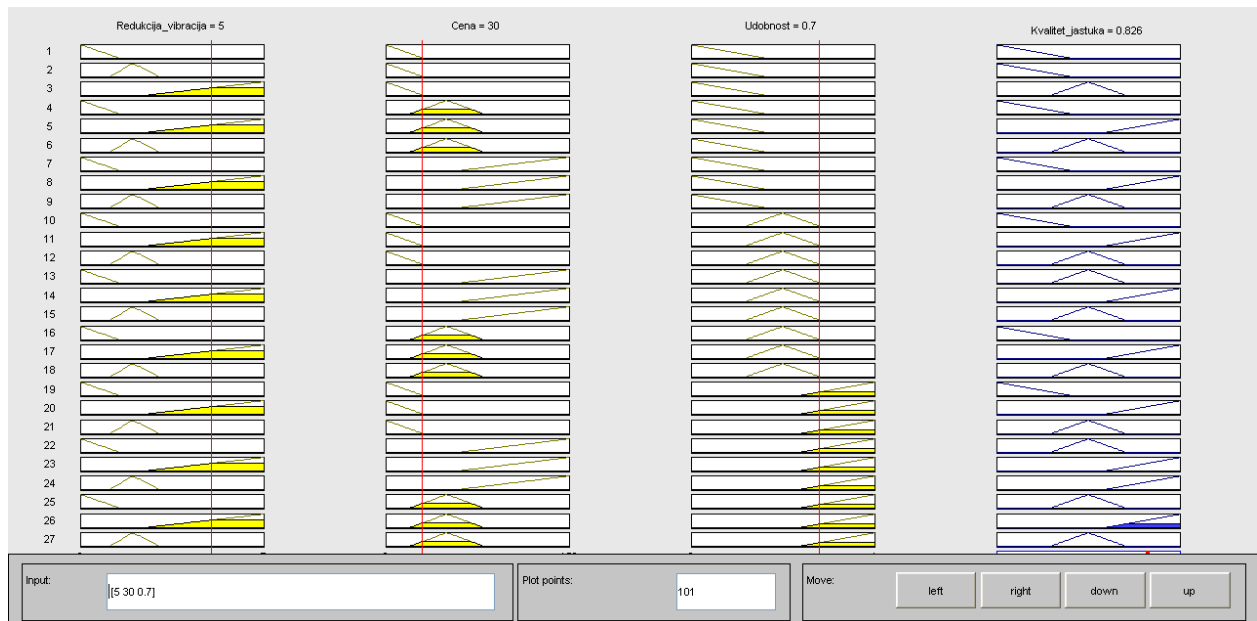 Redukcija_vibracija = 5
Cena = 30
Udobnost = 0.7
Kvalitet_jastuka = 0.826
1
2
3
4
5
6
7
8
9
10
11
12
13
14
15
16
17
18
19
20
21
22
23
24
25
26
27
Input:
[5 30 0.7]
Plot points:
101
Move:
left
right
down
up